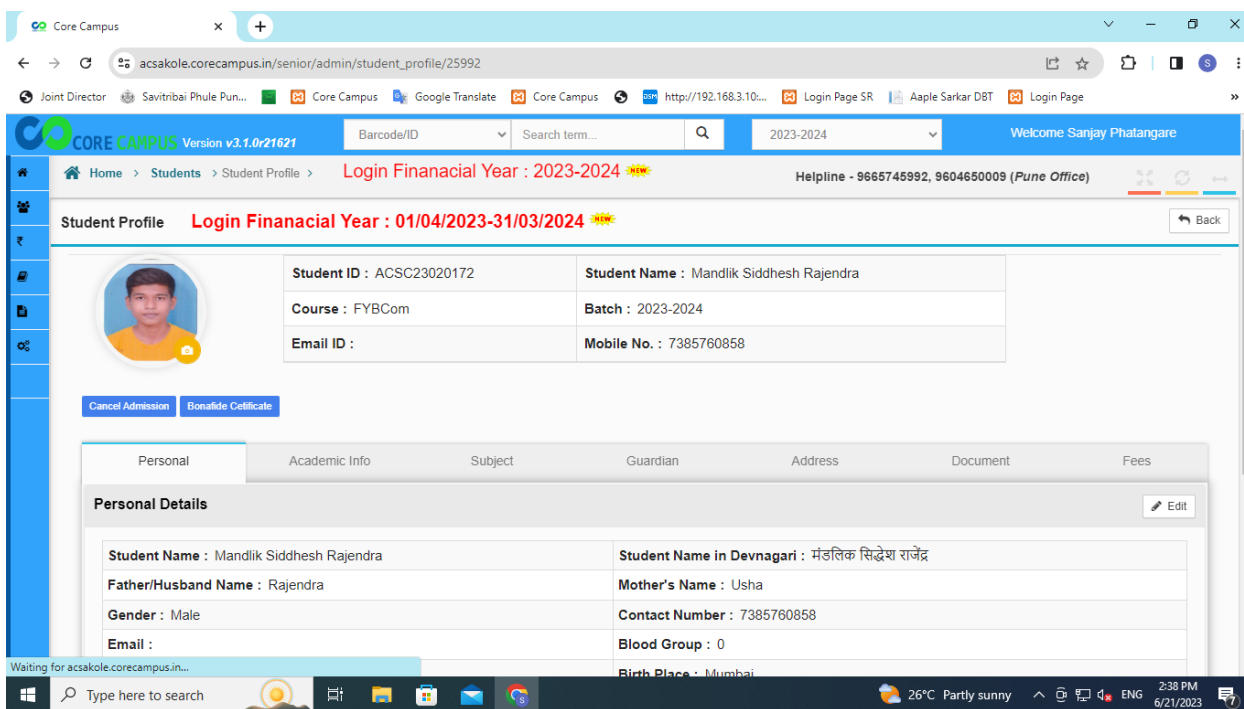 Core Campus
acsakole.corecampus.in/senior/admin/student_profile/25992
S
Joint Director Savitribai Phule Pun... Core Campus Google Translate Core Campus http://192.168.3.10:... Login Page SR Aaple Sarkar DBT Login Page »
CORE CAMPUS Version v3.1.0r21621 Barcode/ID Search term... 2023-2024 Welcome Sanjay Phatangare
Home > Students > Student Profile > Login Finanacial Year : 2023-2024 NEW Helpline - 9665745992, 9604650009 (Pune Office)
Student Profile Login Finanacial Year : 01/04/2023-31/03/2024 NEW Back
Student ID : ACSC23020172 Student Name : Mandlik Siddhesh Rajendra
Course : FYBCom Batch : 2023-2024
Email ID : Mobile No. : 7385760858
Cancel Admission Bonafide Cetificate
Personal Academic Info Subject Guardian Address Document Fees
Personal Details Edit
Student Name : Mandlik Siddhesh Rajendra Student Name in Devnagari : मंडलिक सिद्धेश राजेंद्र
Father/Husband Name : Rajendra Mother's Name : Usha
Gender : Male Contact Number : 7385760858
Email : Blood Group : 0
Birth Place : Mumbai
Waiting for acsakole.corecampus.in...
Type here to search 26°C Partly sunny ENG 2:38 PM
6/21/2023 7